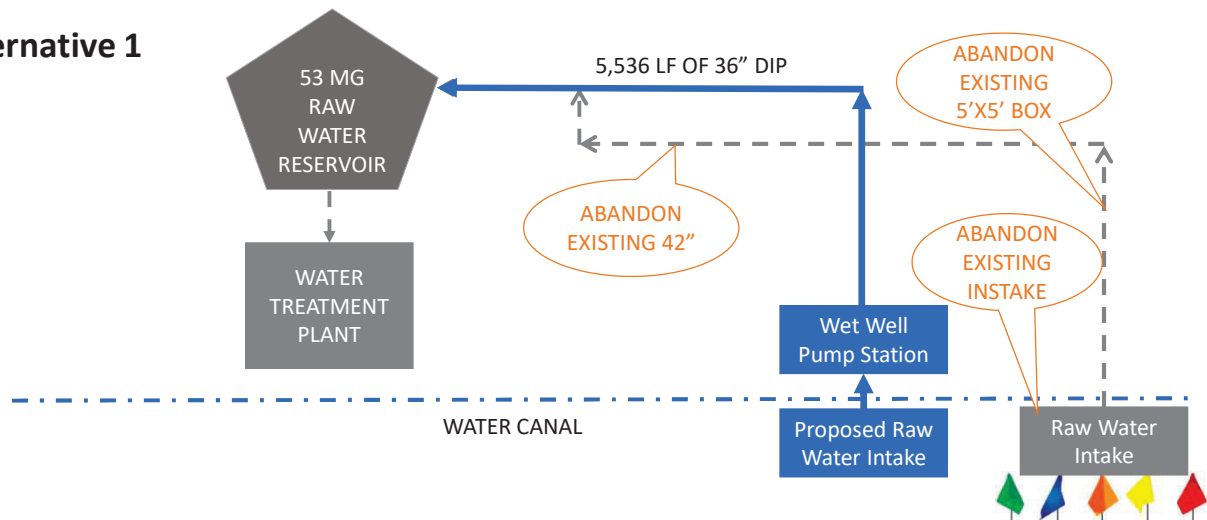 ernative 1
5,536 LF OF 36” DIP
53 MG
RAW
WATER
RESERVOIR
ABANDON
EXISTING
5’X5’ BOX
ABANDON
EXISTING 42”
ABANDON
EXISTING
INSTAKE
WATER
TREATMENT
PLANT
Wet Well
Pump Station
WATER CANAL
Proposed Raw
Water Intake
Raw Water
Intake